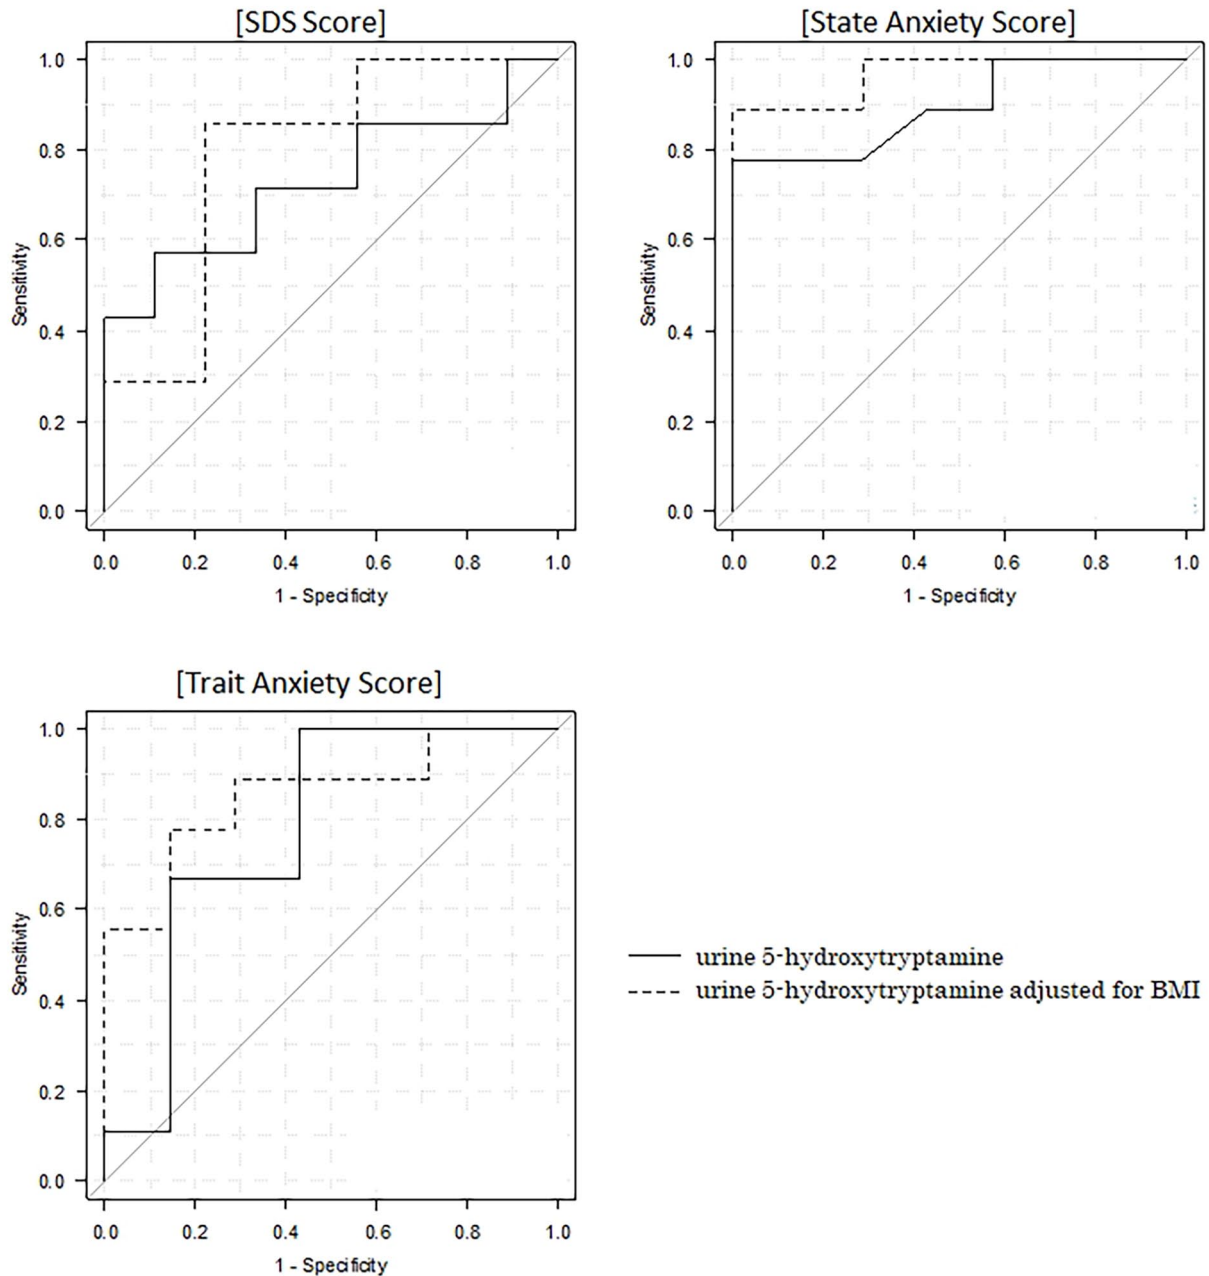 [SDS Score]
1.0
0.8
0.6
0.4
0.2
0.0
Sensitivity
0.0 0.2 0.4 0.6 0.8 1.0
1 - Specificity
[State Anxiety Score]
1.0
0.8
0.6
0.4
0.2
0.0
Sensitivity
0.0 0.2 0.4 0.6 0.8 1.0
1 - Specificity
[Trait Anxiety Score]
1.0
0.8
0.6
0.4
0.2
0.0
Sensitivity
0.0 0.2 0.4 0.6 0.8 1.0
1 - Specificity
urine 5-hydroxytryptamine
urine 5-hydroxytryptamine adjusted for BMI